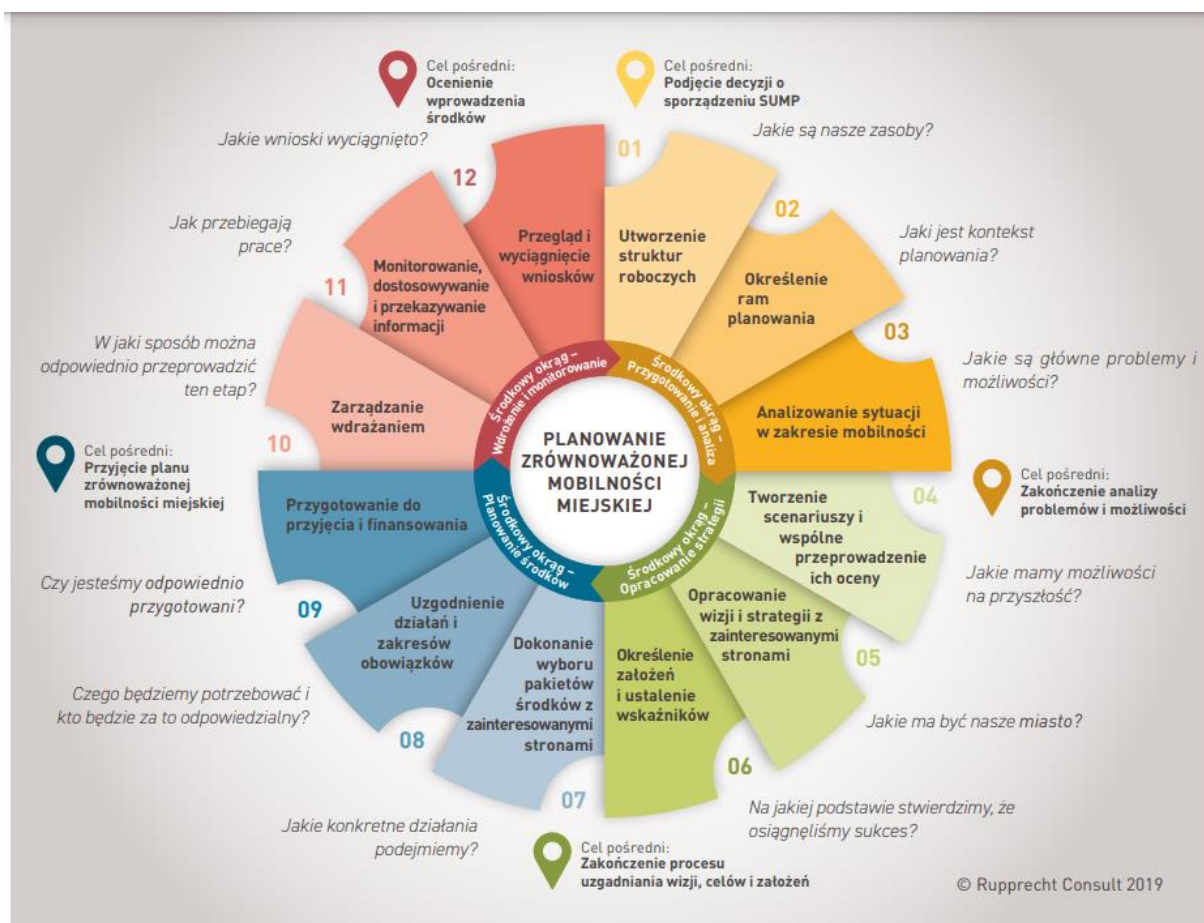 Cel pośredni:
Ocenienie
wprowadzenia
środków
Cel pośredni:
Podjęcie decyzji o
sporządzeniu SUMP
Jakie wnioski wyciągnięto?
Jakie są nasze zasoby?
12
Przegląd i
wyciągnięcie
wniosków
01
Utworzenie
struktur
roboczych
02
Określenie
ram
planowania
Jaki jest kontekst
planowania?
Jak przebiegają
prace?
11
Monitorowanie,
dostosowywanie
i przekazywanie
informacji
03
Analizowanie sytuacji
w zakresie mobilności
Jakie są główne problemy i
możliwości?
W jaki sposób można
odpowiednio przeprowadzić
ten etap?
10
Zarządzanie
wdrażaniem
Środkowy okrąg –
Wdrożenie i monitorowanie
Środkowy okrąg –
Przygotowanie i analiza
PLANOWANIE
ZRÓWNOWAŻONEJ
MOBILNOŚCI
MIEJSKIEJ
Środkowy okrąg –
Planowanie środków
Środkowy okrąg –
Opracowanie strategii
Cel pośredni:
Przyjęcie planu
zrównoważonej
mobilności miejskiej
Cel pośredni:
Zakończenie analizy
problemów i możliwości
04
Tworzenie
scenariuszy i
wspólne
przeprowadzenie
ich oceny
Jakie mamy możliwości
na przyszłość?
Przygotowanie do
przyjęcia i finansowania
09
Czy jesteśmy odpowiednio
przygotowani?
Opracowanie
wizji i strategii z
zainteresowanymi
stronami
05
Jakie ma być nasze miasto?
Uzgodnienie
działań i
zakresów
obowiązków
08
Czego będziemy potrzebować i
kto będzie za to odpowiedzialny?
Dokonanie
wyboru
pakietów
środków z
zainteresowanymi
stronami
07
Jakie konkretne działania
podejmiemy?
Określenie
założeń
i ustalenie
wskaźników
06
Na jakiej podstawie stwierdzimy, że
osiągnęliśmy sukces?
Cel pośredni:
Zakończenie procesu
uzgadniania wizji, celów i założeń
© Rupprecht Consult 2019